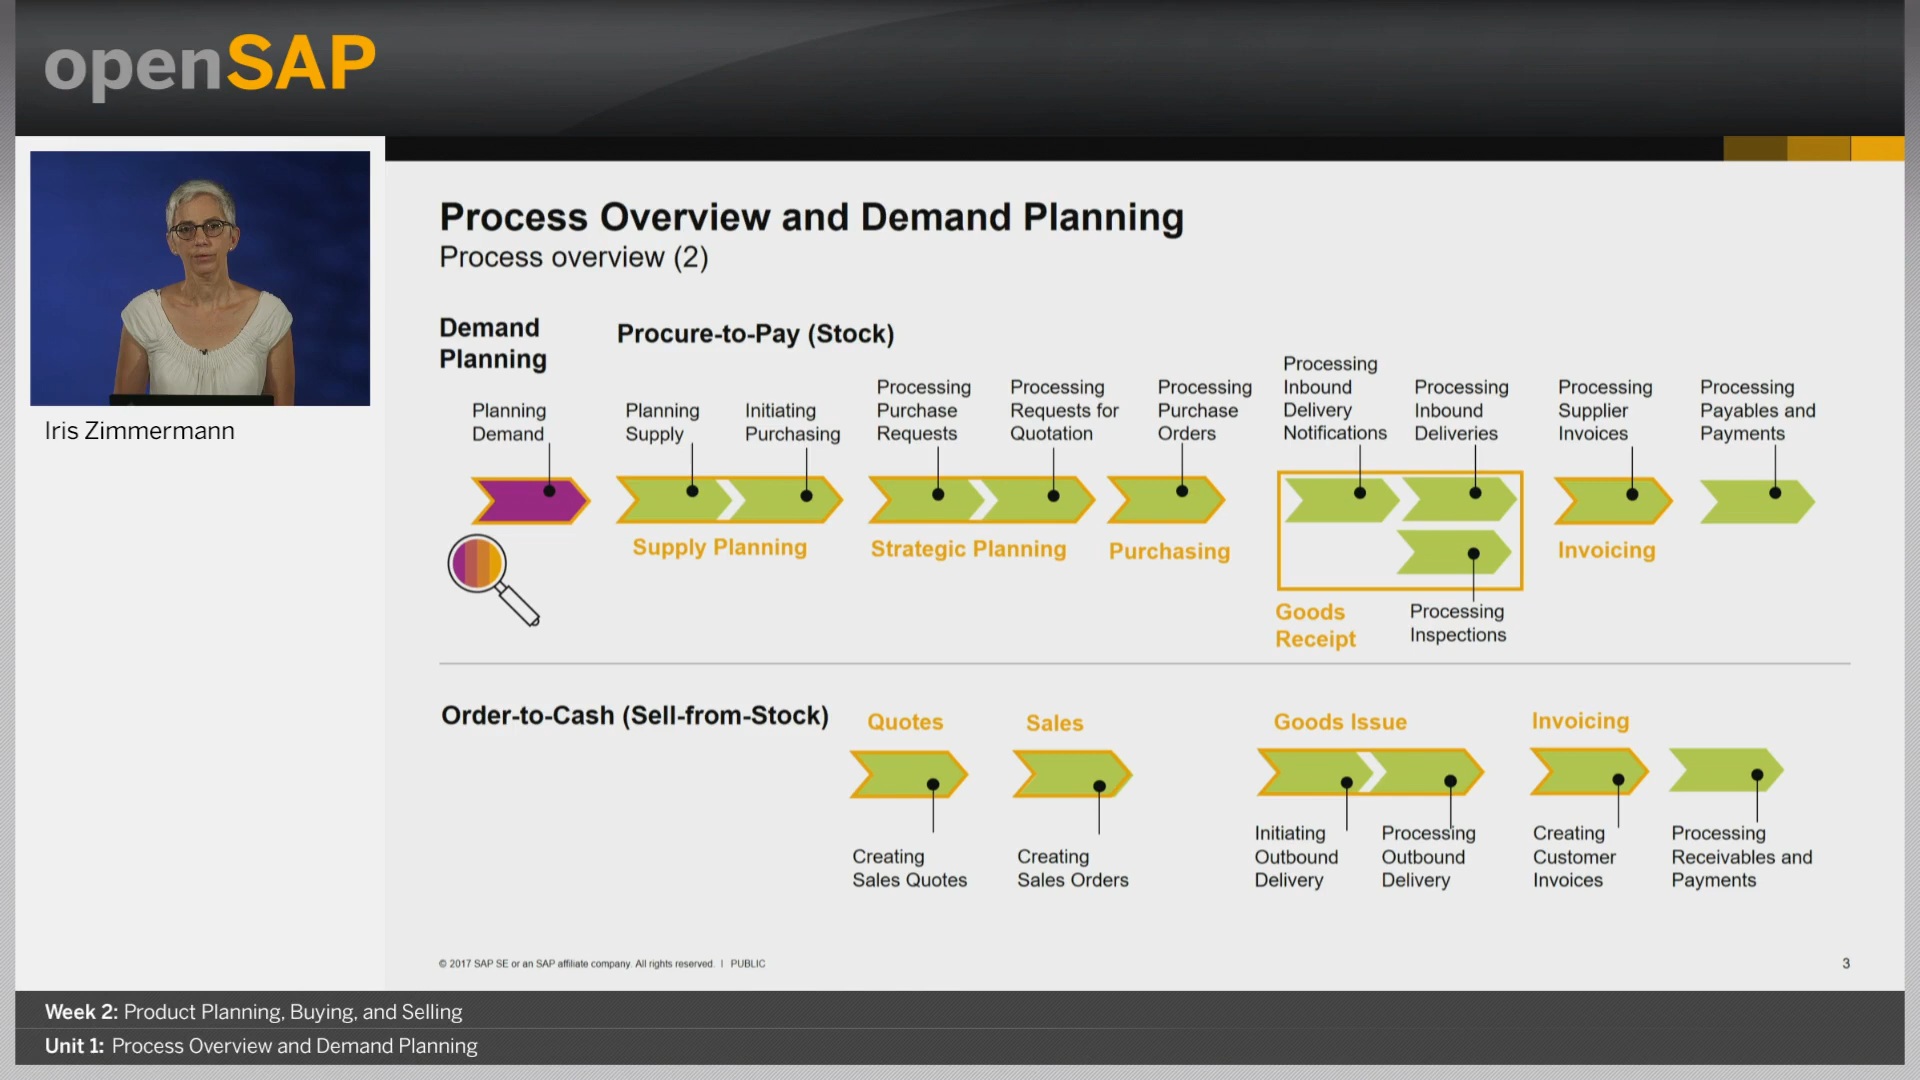 openSAP
Iris Zimmermann
Process Overview and Demand Planning
Process overview (2)
Demand
Planning
Procure-to-Pay (Stock)
Planning
Demand
Planning
Supply
Initiating
Purchasing
Processing
Purchase
Requests
Processing
Requests for
Quotation
Processing
Purchase
Orders
Processing
Inbound
Delivery
Notifications
Processing
Inbound
Deliveries
Processing
Supplier
Invoices
Processing
Payables and
Payments
Supply Planning
Strategic Planning
Purchasing
Invoicing
Goods
Receipt
Processing
Inspections
Order-to-Cash (Sell-from-Stock)
Quotes
Sales
Goods Issue
Invoicing
Creating
Sales Quotes
Creating
Sales Orders
Initiating
Outbound
Delivery
Processing
Outbound
Delivery
Creating
Customer
Invoices
Processing
Receivables and
Payments
© 2017 SAP SE or an SAP affiliate company. All rights reserved. | PUBLIC
3
Week 2: Product Planning, Buying, and Selling
Unit 1: Process Overview and Demand Planning